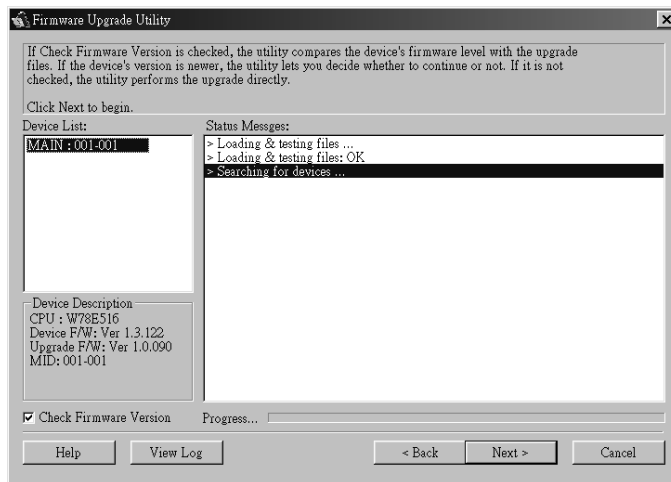 Firmware Upgrade Utility
If Check Firmware Version is checked, the utility compares the device's firmware level with the upgrade
files. If the device's version is newer, the utility lets you decide whether to continue or not. If it is not
checked, the utility performs the upgrade directly.
Click Next to begin.
Device List:
MAIN : 001-001
Status Messges:
> Loading & testing files ...
> Loading & testing files: OK
> Searching for devices ...
Device Description
CPU : W78E516
Device F/W: Ver 1.3.122
Upgrade F/W: Ver 1.0.090
MID: 001-001
Check Firmware Version
Progress...
Help
View Log
< Back
Next >
Cancel